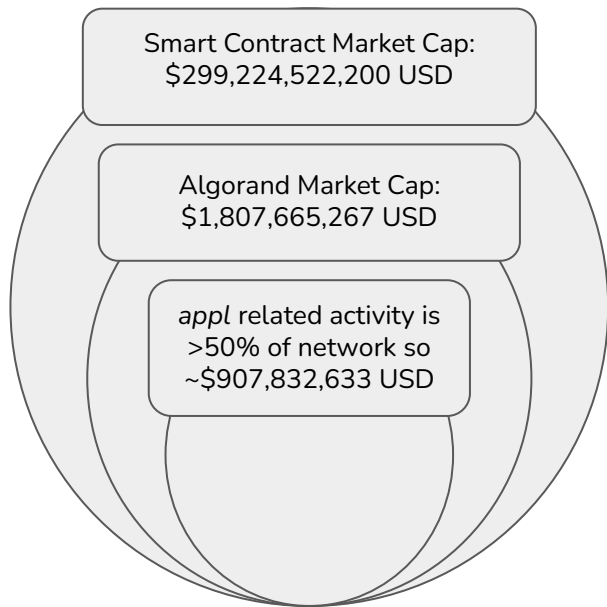 Smart Contract Market Cap:
$299,224,522,200 USD
Algorand Market Cap:
$1,807,665,267 USD
appl related activity is
>50% of network so
~$907,832,633 USD